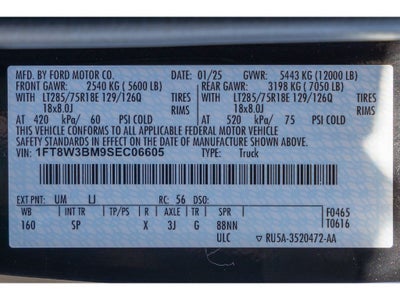 MFD. BY FORD MOTOR CO. 01/25 GVWR: 5443 KG (12000 LB)
FRONT GAWR: 2540 KG (5600 LB) REAR GAWR: 3198 KG (7050 LB)
WITH LT285/75R18E 129/126Q TIRES WITH LT285/75R18E 129/126Q TIRES
18x8.0J RIMS 18x8.0J RIMS
AT 420 kPa/ 60 PSI COLD AT 520 kPa/ 75 PSI COLD
THIS VEHICLE CONFORMS TO ALL APPLICABLE FEDERAL MOTOR VEHICLE
SAFETY STANDARDS IN EFFECT ON THE DATE OF MANUFACTURE SHOWN ABOVE.
VIN: 1FT8W3BM9SEC06605 TYPE: Truck
EXT PNT: UM LJ RC: 56 DSO:
WB INT TR TP/PS R AXLE TR SPR F0465
160 SP X 3J G 8BNN T0616
ULC RU5A-3520472-AA